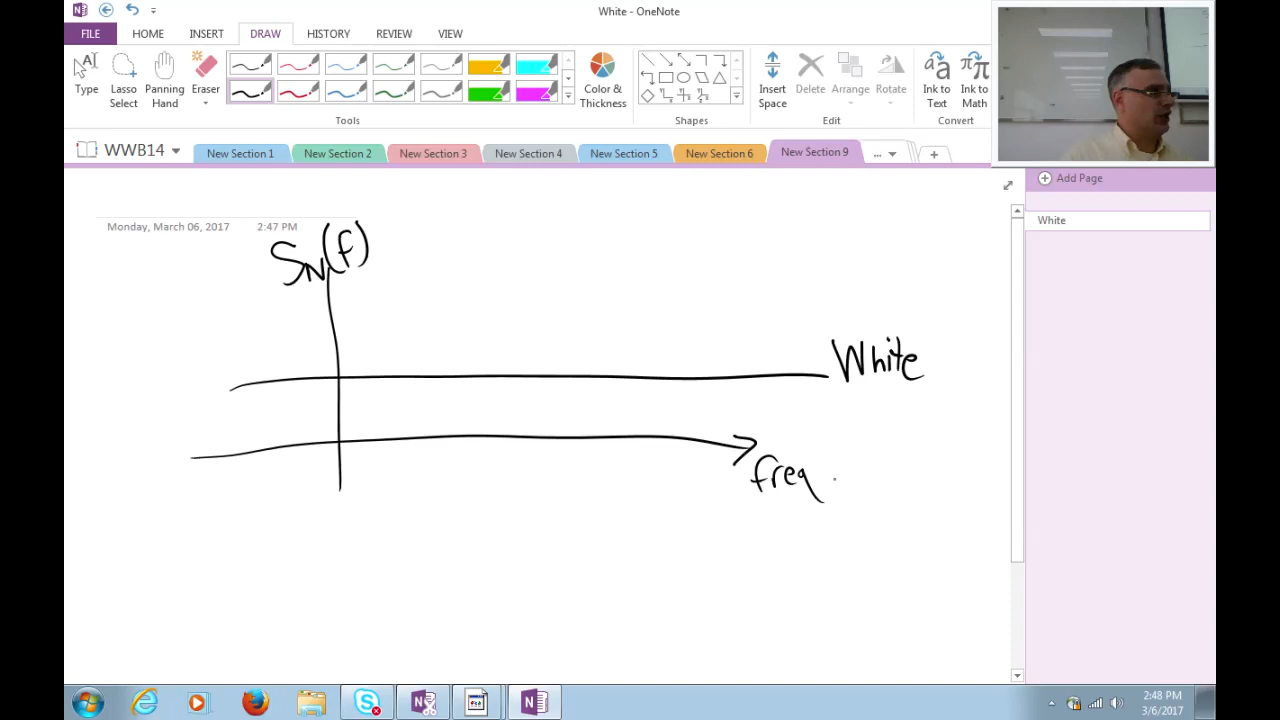 White - OneNote
FILE HOME INSERT DRAW HISTORY REVIEW VIEW
Type
Lasso Select
Panning Hand
Eraser
Color & Thickness
Insert Space
Delete
Arrange
Rotate
Ink to Text
Ink to Math
Tools Shapes Edit Convert
WWB14 New Section 1 New Section 2 New Section 3 New Section 4 New Section 5 New Section 6 New Section 9 ...
Add Page
White
Monday, March 06, 2017 2:47 PM
SN(f)
White
freq
2:48 PM
3/6/2017